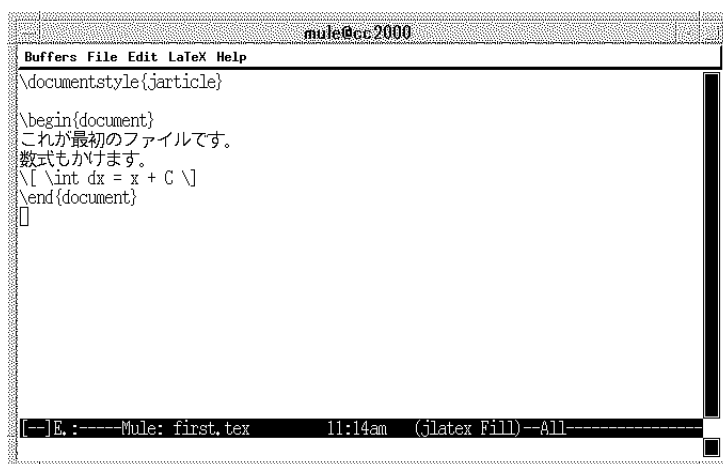 mule@cc2000
Buffers File Edit LaTeX Help
\documentstyle{jarticle}
\begin{document}
これが最初のファイルです。
数式もかけます。
\[ \int dx = x + C \]
\end{document}
[--]E.:-----Mule: first.tex 11:14am (jlatex Fill)--All----------------